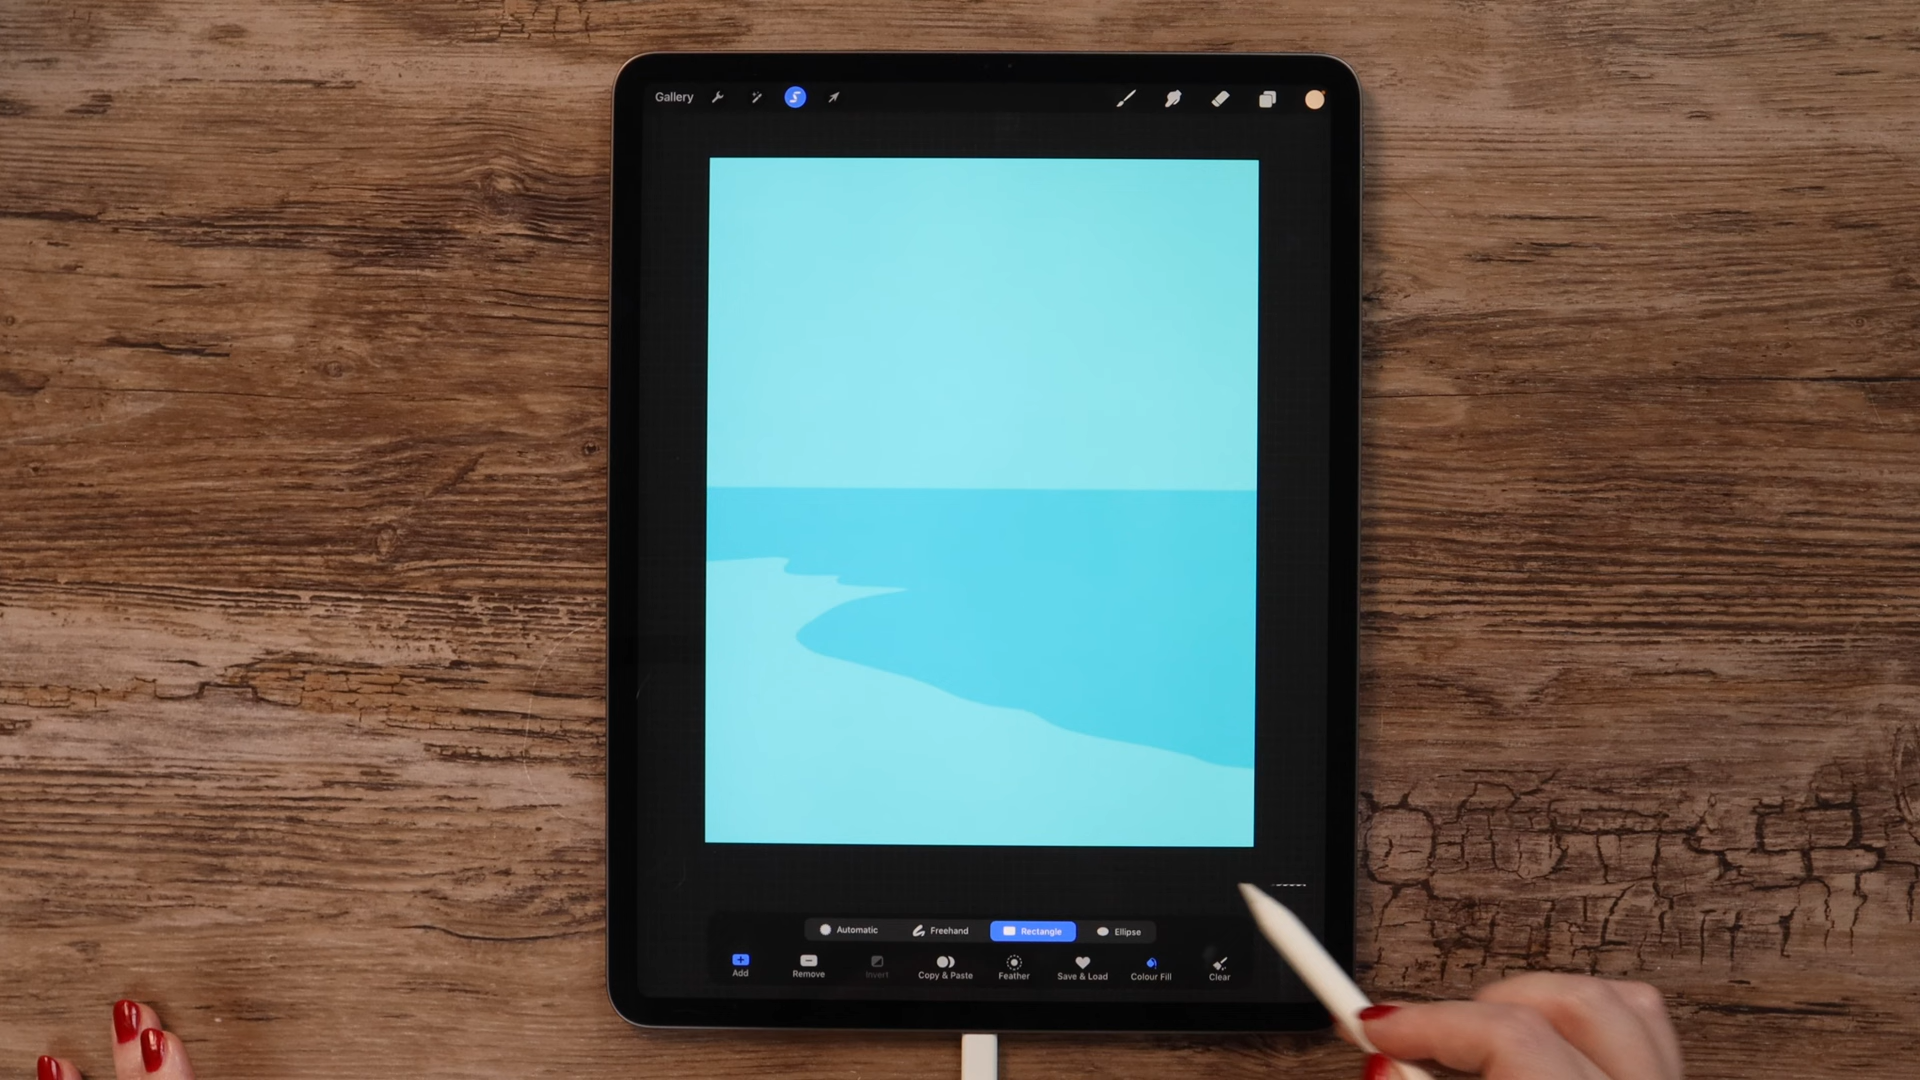 Gallery
Automatic Freehand Rectangle Ellipse
Add Remove Invert Copy & Paste Feather Save & Load Colour Fill Clear